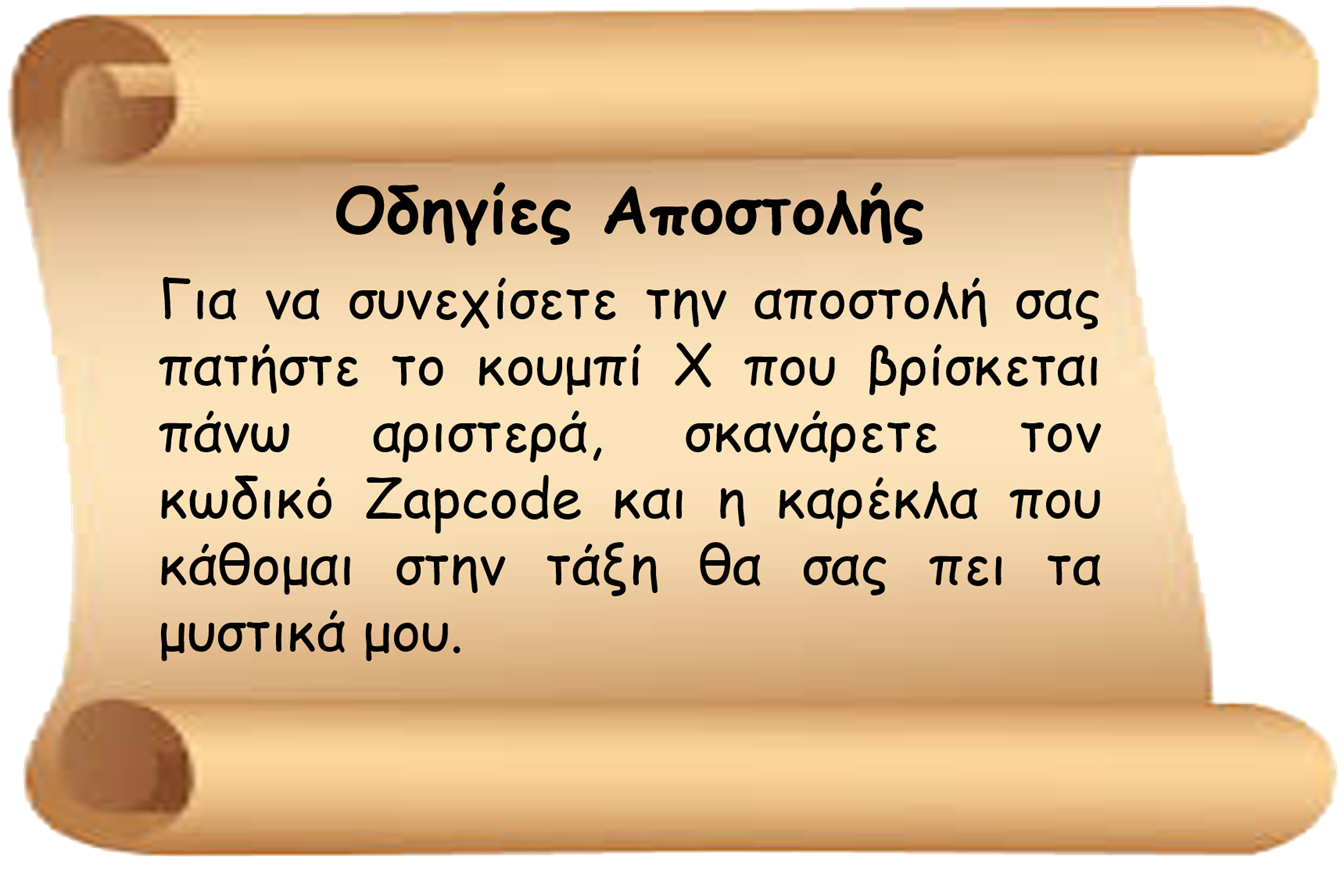 Οδηγίες Αποστολής
Για να συνεχίσετε την αποστολή σας
πατήστε το κουμπί Χ που βρίσκεται
πάνω αριστερά, σκανάρετε τον
κωδικό Zapcode και η καρέκλα που
κάθομαι στην τάξη θα σας πει τα
μυστικά μου.